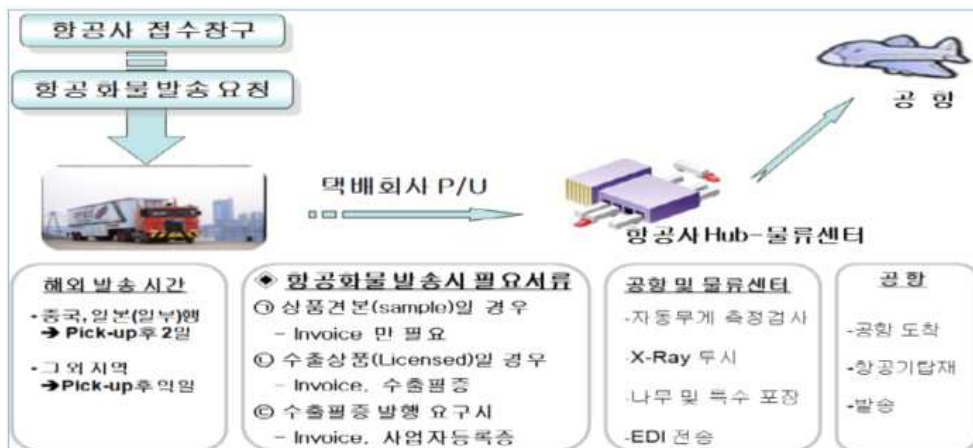 항공사 접수창구
항공화물발송요청
공 항
택배회사 P/U
항공사Hub-물류센터
해외 발송 시간
-중국,일본(일부)행
→ Pick-up후 2일
-그 외 지역
→Pick-up후 익일
◆ 항공화물 발송시 필요서류
㉠ 상품견본(sample)일 경우
- Invoice 만 필요
㉡ 수출상품(Licensed)일 경우
- Invoice, 수출필증
㉢ 수출필증 발행 요구시
- Invoice, 사업자등록증
공항 및 물류센터
-자동무게 측정검사
-X-Ray 투시
-나무 및 특수 포장
-EDI 전송
공항
-공항 도착
-항공기탑재
-발송